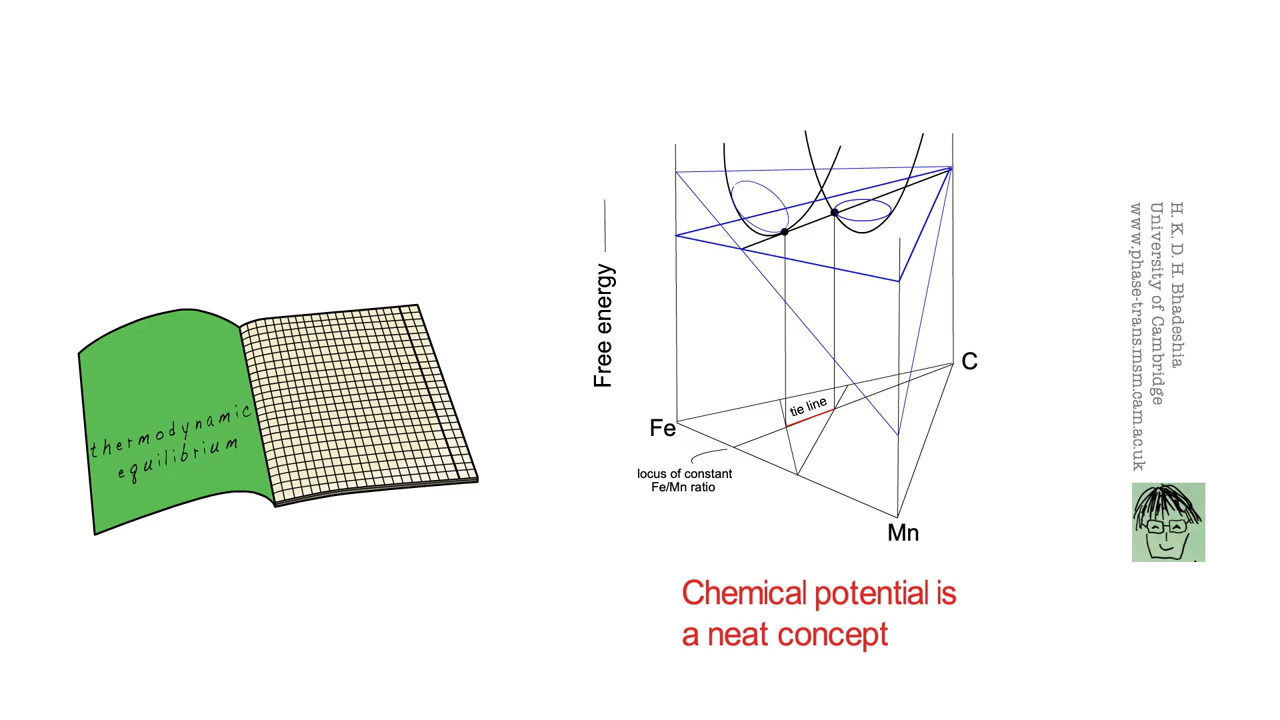 thermodynamic
equilibrium
Free energy
Fe
C
Mn
tie line
locus of constant
Fe/Mn ratio
Chemical potential is
a neat concept
H. K. D. H. Bhadeshia
University of Cambridge
www.phase-trans.msm.cam.ac.uk